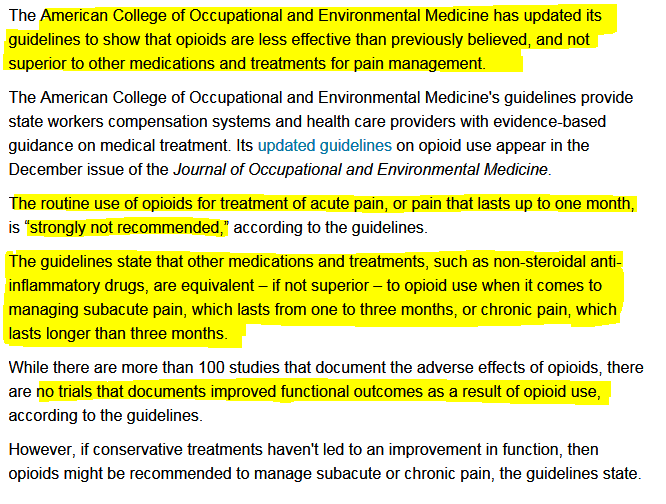 The American College of Occupational and Environmental Medicine has updated its
guidelines to show that opioids are less effective than previously believed, and not
superior to other medications and treatments for pain management.
The American College of Occupational and Environmental Medicine's guidelines provide
state workers compensation systems and health care providers with evidence-based
guidance on medical treatment. Its updated guidelines on opioid use appear in the
December issue of the Journal of Occupational and Environmental Medicine.
The routine use of opioids for treatment of acute pain, or pain that lasts up to one month,
is “strongly not recommended,” according to the guidelines.
The guidelines state that other medications and treatments, such as non-steroidal anti-
inflammatory drugs, are equivalent – if not superior – to opioid use when it comes to
managing subacute pain, which lasts from one to three months, or chronic pain, which
lasts longer than three months.
While there are more than 100 studies that document the adverse effects of opioids, there
are no trials that documents improved functional outcomes as a result of opioid use,
according to the guidelines.
However, if conservative treatments haven't led to an improvement in function, then
opioids might be recommended to manage subacute or chronic pain, the guidelines state.